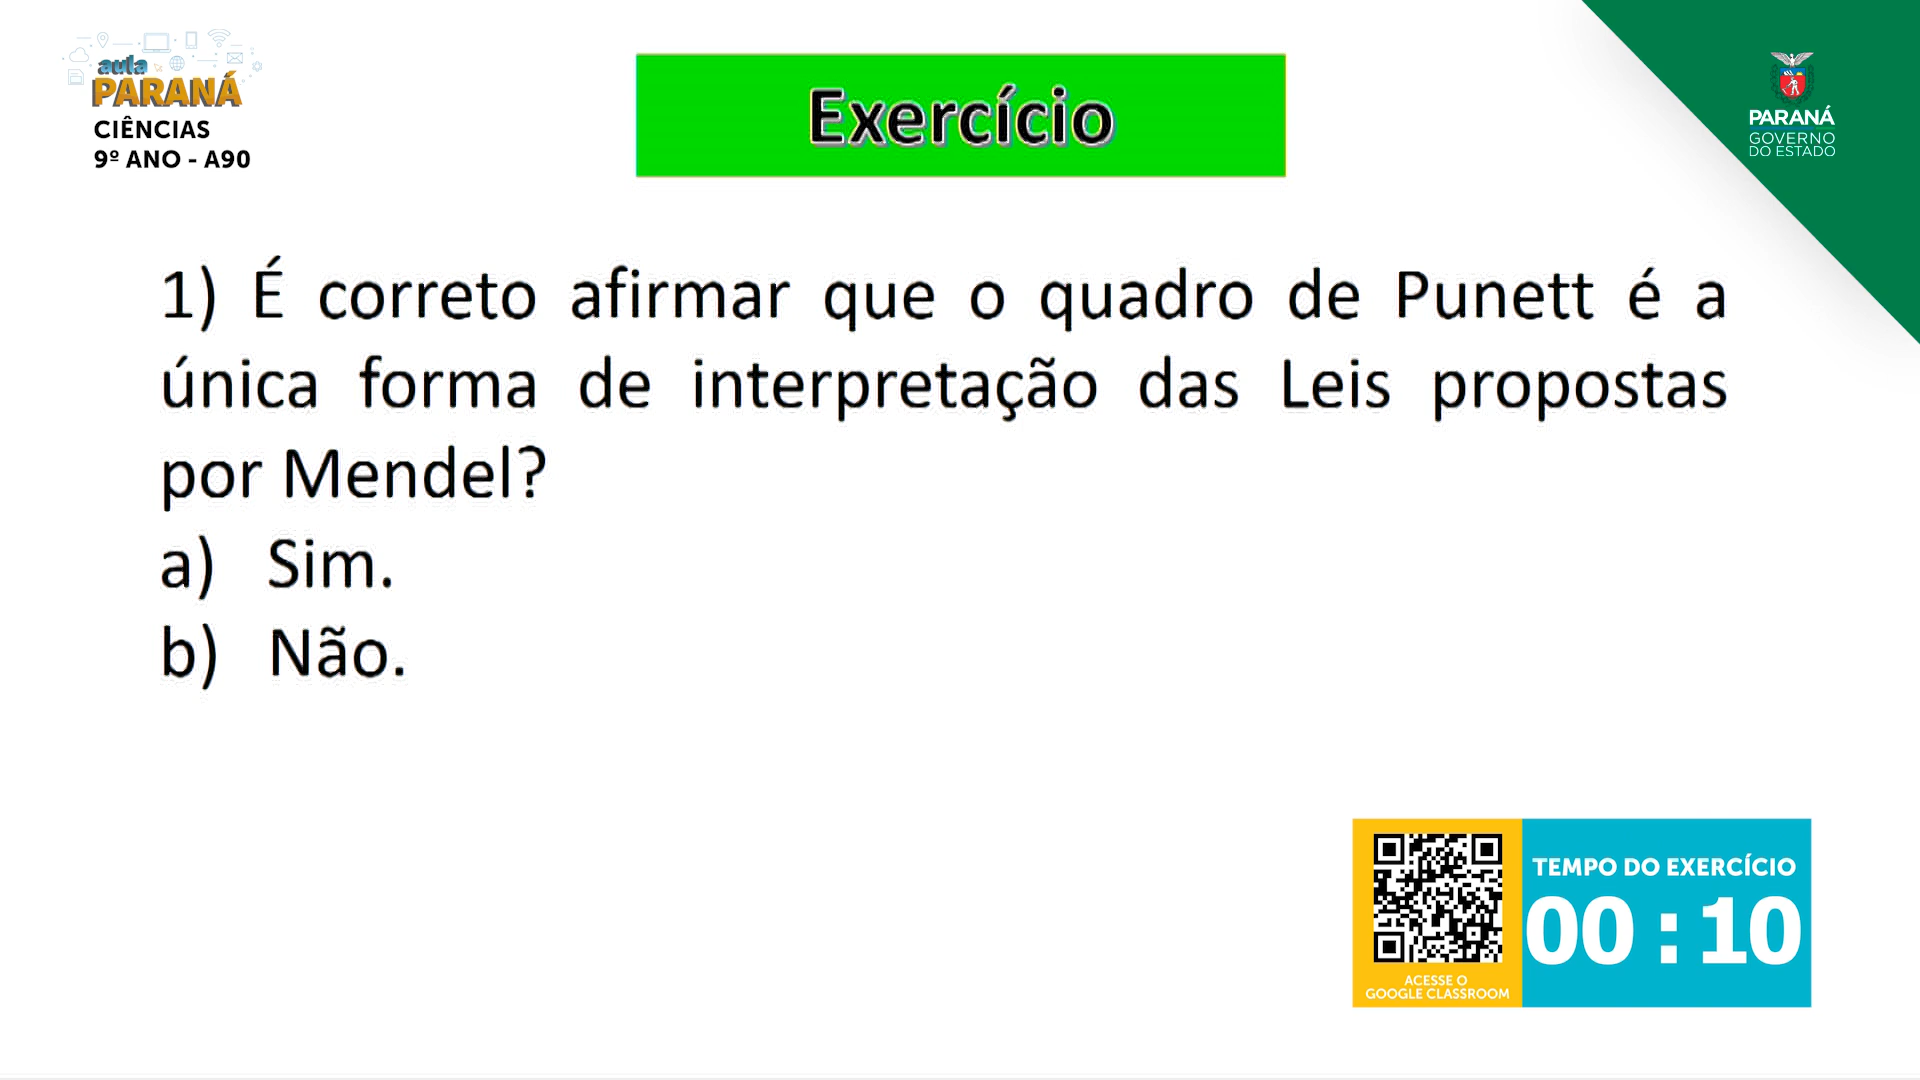 aula
PARANÁ
CIÊNCIAS
9º ANO - A90
Exercício
PARANÁ
GOVERNO
DO ESTADO
1) É correto afirmar que o quadro de Punett é a
única forma de interpretação das Leis propostas
por Mendel?
a) Sim.
b) Não.
ACESSE O
GOOGLE CLASSROOM
TEMPO DO EXERCÍCIO
00 : 10